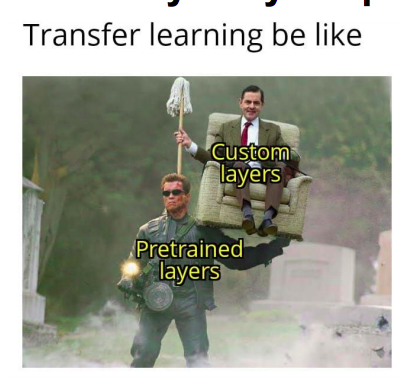 Transfer learning be like
Custom
layers
Pretrained
layers